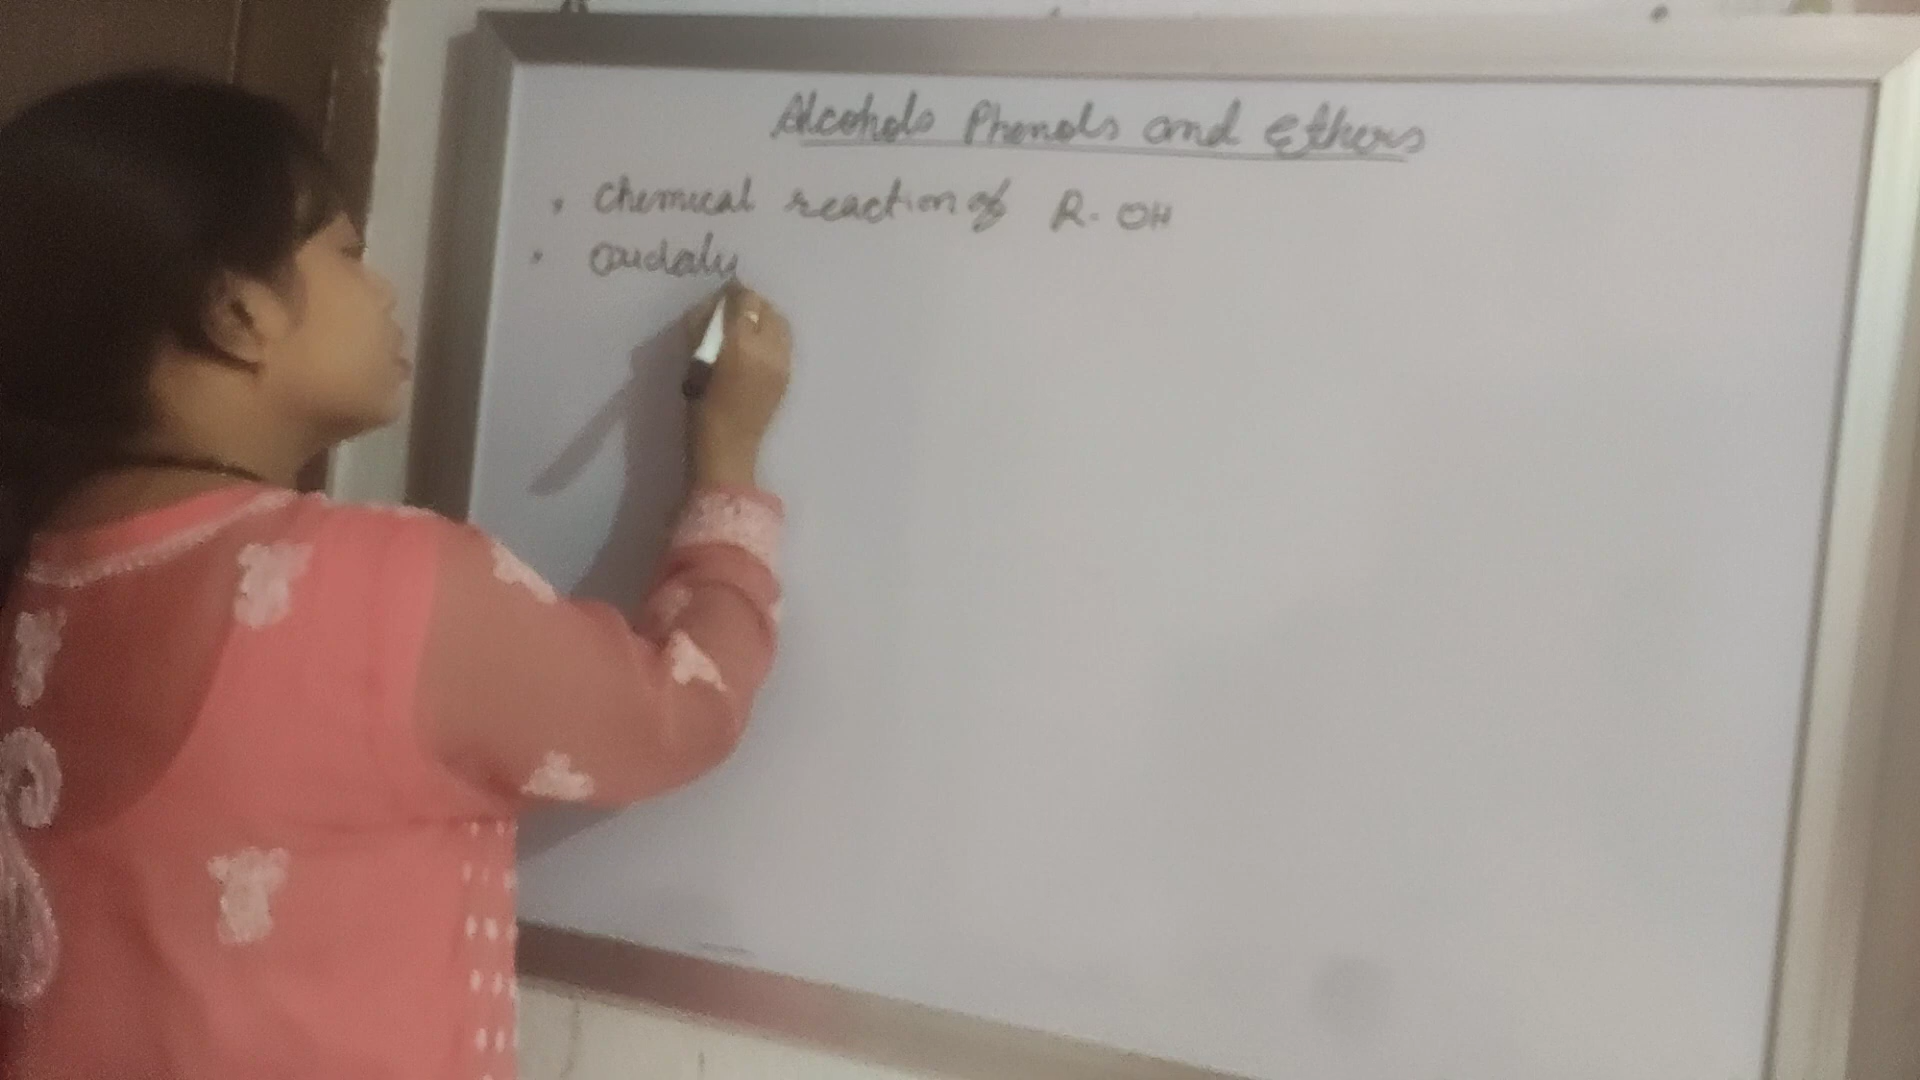 Alcohols Phenols and Ethers
• Chemical reaction of R-OH
•